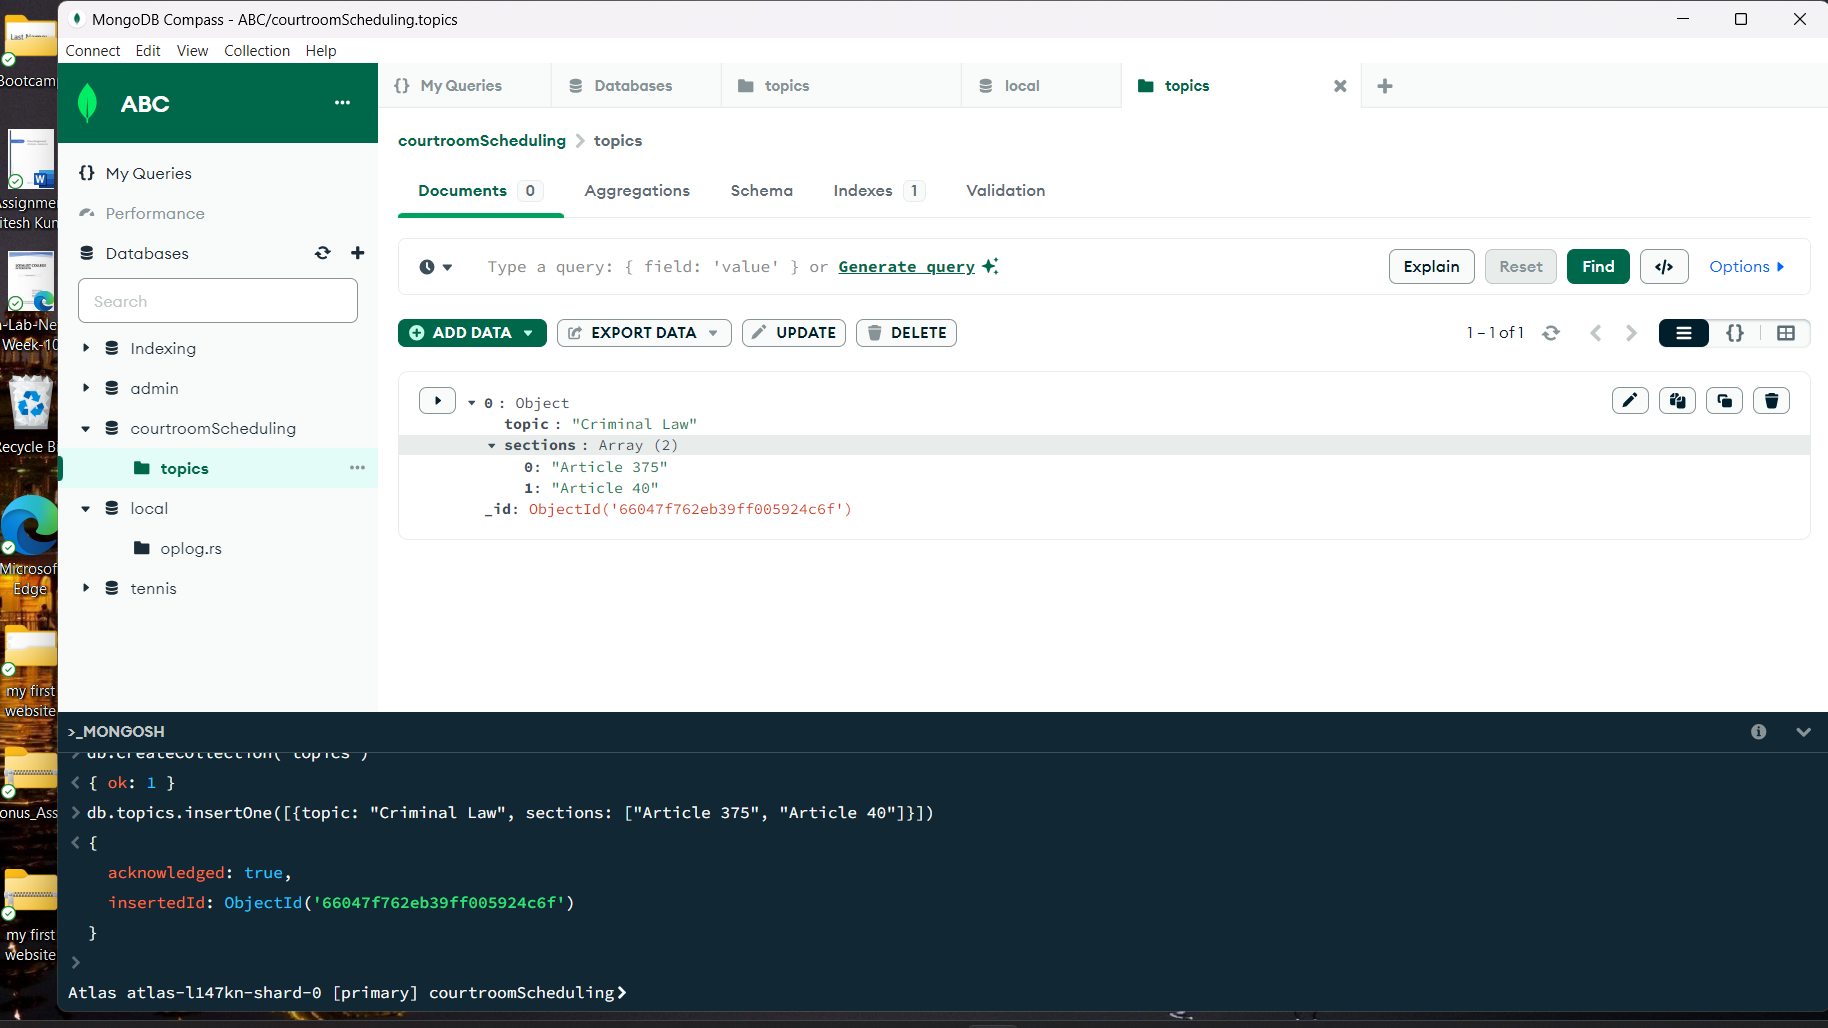 MongoDB Compass - ABC/courtroomScheduling.topics
Connect Edit View Collection Help
ABC
My Queries
Performance
Databases
Search
Indexing
admin
courtroomScheduling
topics
local
oplog.rs
tennis
My Queries Databases topics local topics
courtroomScheduling > topics
Documents 0 Aggregations Schema Indexes 1 Validation
Type a query: { field: 'value' } or Generate query
Explain Reset Find </> Options
ADD DATA EXPORT DATA UPDATE DELETE
1 – 1 of 1
{}
0 : Object
topic : "Criminal Law"
sections : Array (2)
0: "Article 375"
1: "Article 40"
_id: ObjectId('66047f762eb39ff005924c6f')
>_MONGOSH
> db.createCollection("topics")
< { ok: 1 }
> db.topics.insertOne([{topic: "Criminal Law", sections: ["Article 375", "Article 40"]}])
< {
acknowledged: true,
insertedId: ObjectId('66047f762eb39ff005924c6f')
}
>
Atlas atlas-l147kn-shard-0 [primary] courtroomScheduling>
Bootcam
Assignme
itesh Kun
-Lab-Ne
Week-10
Recycle Bi
Microsof
Edge
my first
website
onus_Ass
my first
website